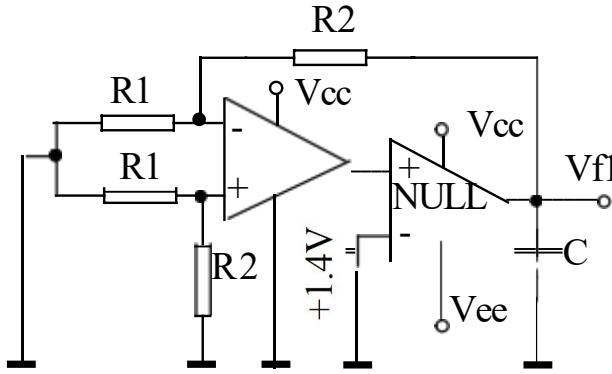 R2
R1
Vcc
-
Vcc
R1
+
+
Vf1
NULL
-
R2
+1.4V
=
C
Vee